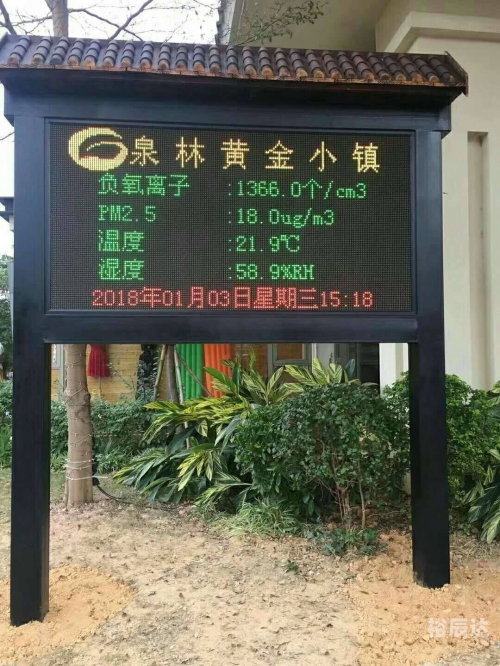 泉林黄金小镇
负氧离子 :1366.0个/cm3
PM2.5 :18.0ug/m3
温度 :21.9℃
湿度 :58.9%RH
2018年01月03日星期三15:18
裕辰达